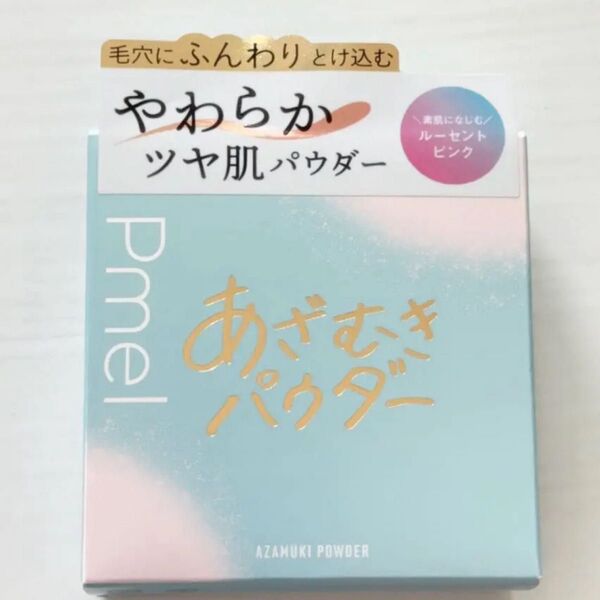 毛穴にふんわりとけ込む
やわらか
ツヤ肌パウダー
\素肌になじむ/
ルーセント
ピンク
Pmel
あざむき
パウダー
AZAMUKI POWDER